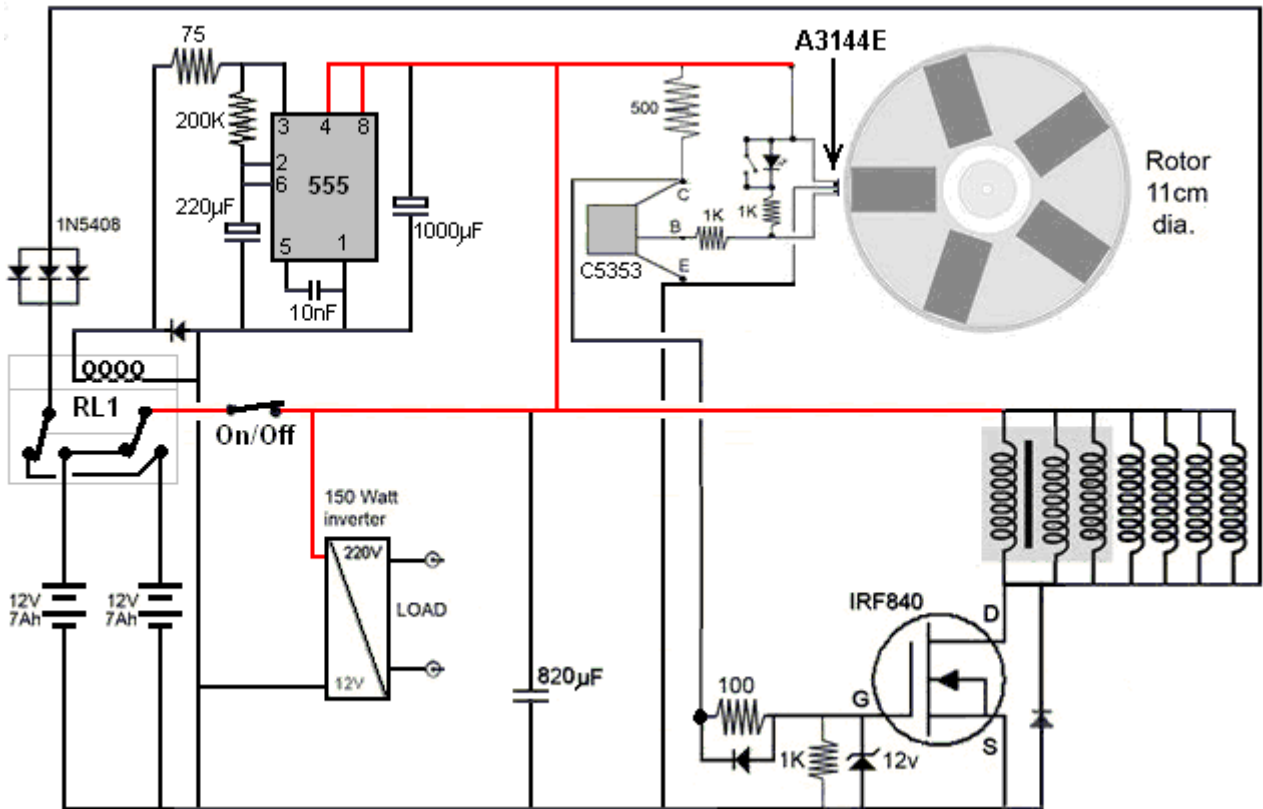 75
A3144E
200K
3
4
8
2
6
555
500
220µF
5
1
1000µF
10nF
1N5408
C
1K
1K
B
C5353
E
Rotor
11cm
dia.
RL1
On/Off
150 Watt
inverter
220V
LOAD
12V
12V
7Ah
12V
7Ah
820µF
IRF840
D
100
G
S
1K
12v